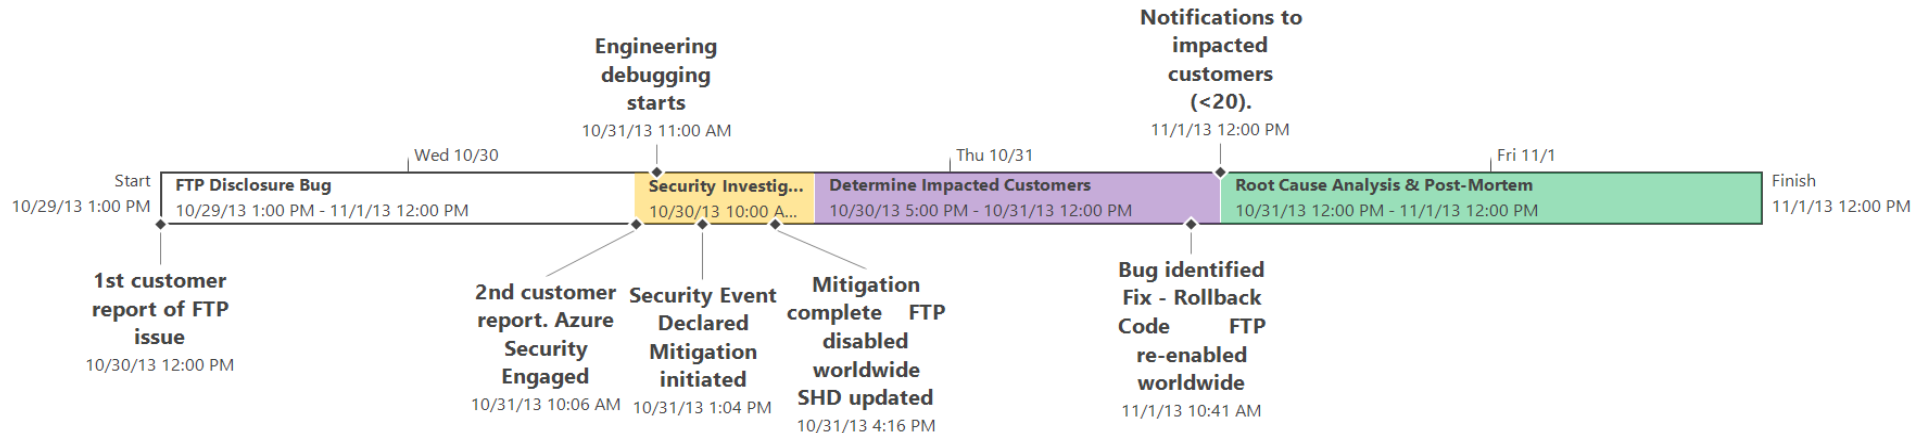 Engineering
debugging
starts
10/31/13 11:00 AM
Notifications to
impacted
customers
(<20).
11/1/13 12:00 PM
Wed 10/30
Thu 10/31
Fri 11/1
Start
10/29/13 1:00 PM
FTP Disclosure Bug
10/29/13 1:00 PM - 11/1/13 12:00 PM
Security Investig...
10/30/13 10:00 A...
Determine Impacted Customers
10/30/13 5:00 PM - 10/31/13 12:00 PM
Root Cause Analysis & Post-Mortem
10/31/13 12:00 PM - 11/1/13 12:00 PM
Finish
11/1/13 12:00 PM
1st customer
report of FTP
issue
10/30/13 12:00 PM
2nd customer
report. Azure
Security
Engaged
10/31/13 10:06 AM
Security Event
Declared
Mitigation
initiated
10/31/13 1:04 PM
Mitigation
complete FTP
disabled
worldwide
SHD updated
10/31/13 4:16 PM
Bug identified
Fix - Rollback
Code FTP
re-enabled
worldwide
11/1/13 10:41 AM